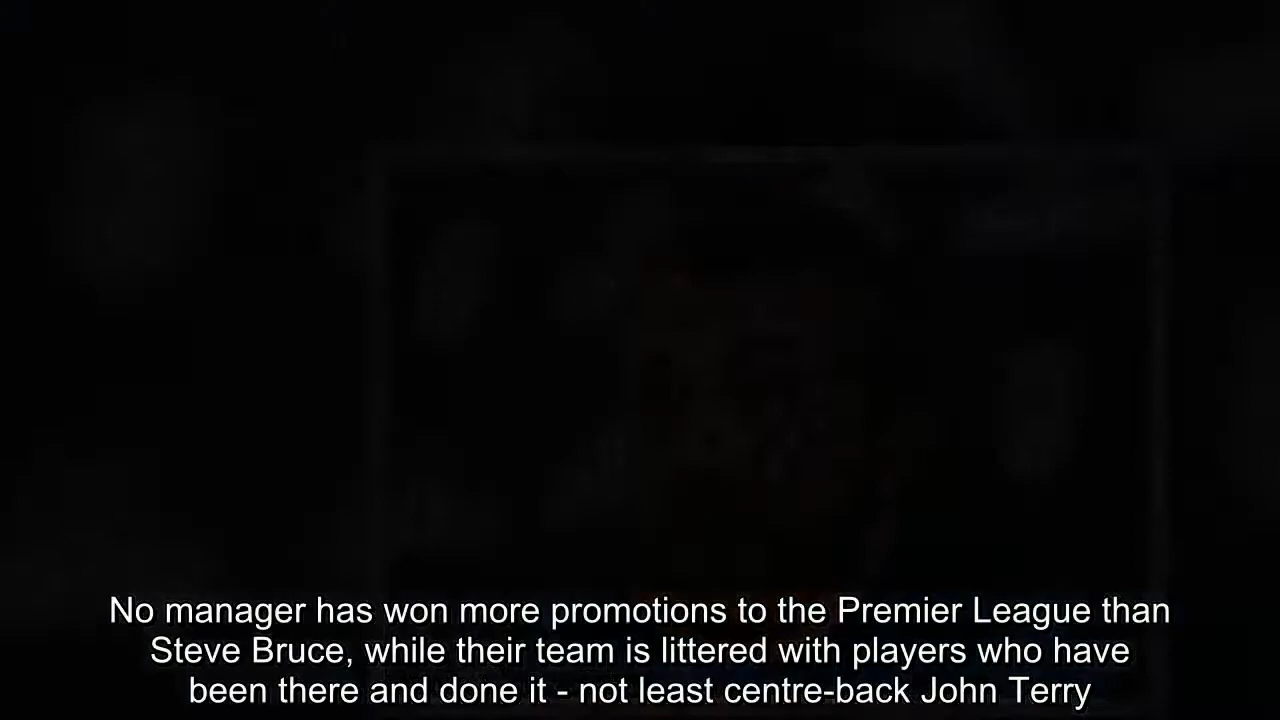 No manager has won more promotions to the Premier League than
Steve Bruce, while their team is littered with players who have
been there and done it - not least centre-back John Terry